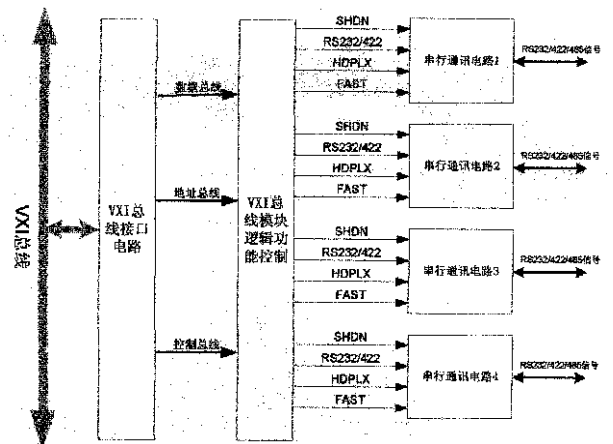 VXI总线
VXI总
线接口
电路
数据总线
地址总线
控制总线
VXI总
线模块
逻辑功
能控制
SHDN
RS232/422
HDPLX
FAST
串行通讯电路1
RS232/422/485信号
SHDN
RS232/422
HDPLX
FAST
串行通讯电路2
RS232/422/485信号
SHDN
RS232/422
HDPLX
FAST
串行通讯电路3
RS232/422/485信号
SHDN
RS232/422
HDPLX
FAST
串行通讯电路4
RS232/422/485信号